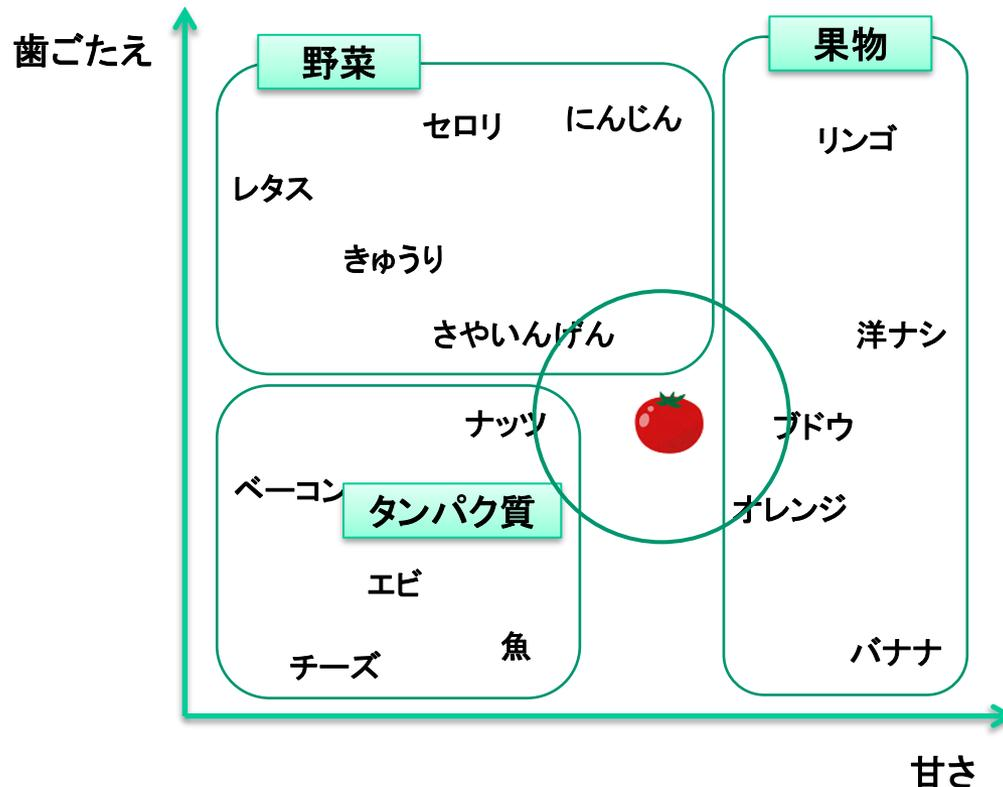 歯ごたえ
野菜
果物
セロリ
にんじん
リンゴ
レタス
きゅうり
さやいんげん
洋ナシ
ナッツ
ブドウ
ベーコン
タンパク質
オレンジ
エビ
魚
チーズ
バナナ
甘さ